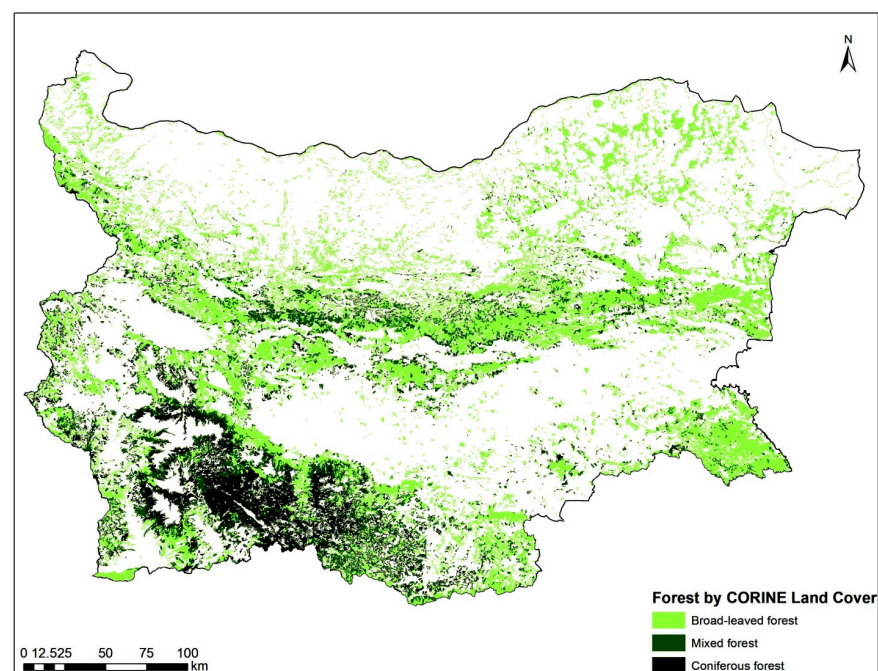 N
Forest by CORINE Land Cover
Broad-leaved forest
Mixed forest
Coniferous forest
0 12.525 50 75 100
km